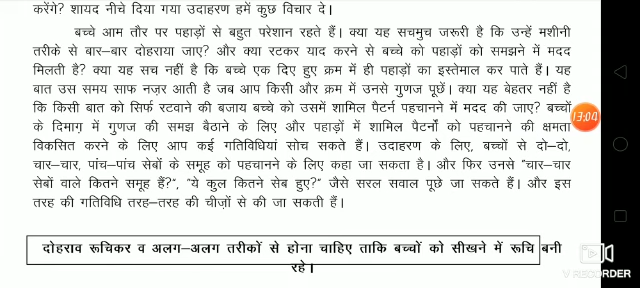 करेंगे? शायद नीचे दिया गया उदाहरण हमें कुछ विचार दे।
बच्चे आम तौर पर पहाड़ों से बहुत परेशान रहते हैं। क्या यह सचमुच जरूरी है कि उन्हें मशीनी
तरीके से बार–बार दोहराया जाए? और क्या रटकर याद करने से बच्चे को पहाड़ों को समझने में मदद
मिलती है? क्या यह सच नहीं है कि बच्चे एक दिए हुए क्रम में ही पहाड़ों का इस्तेमाल कर पाते हैं। यह
बात उस समय साफ नज़र आती है जब आप किसी और क्रम में उनसे गुणज पूछें। क्या यह बेहतर नहीं है
कि किसी बात को सिर्फ रटवाने की बजाय बच्चे को उसमें शामिल पैटर्न पहचानने में मदद की जाए? बच्चों
के दिमाग़ में गुणज की समझ बैठाने के लिए और पहाड़ों में शामिल पैटर्नों को पहचानने की क्षमता
विकसित करने के लिए आप कई गतिविधियां सोच सकते हैं। उदाहरण के लिए, बच्चों से दो–दो,
चार–चार, पांच–पांच सेबों के समूह को पहचानने के लिए कहा जा सकता है। और फिर उनसे "चार–चार
सेबों वाले कितने समूह हैं?", "ये कुल कितने सेब हुए?" जैसे सरल सवाल पूछे जा सकते हैं। और इस
तरह की गतिविधि तरह–तरह की चीज़ों से की जा सकती हैं।
दोहराव रूचिकर व अलग–अलग तरीकों से होना चाहिए ताकि बच्चों को सीखने में रूचि बनी
रहे।
13:04
V RECORDER